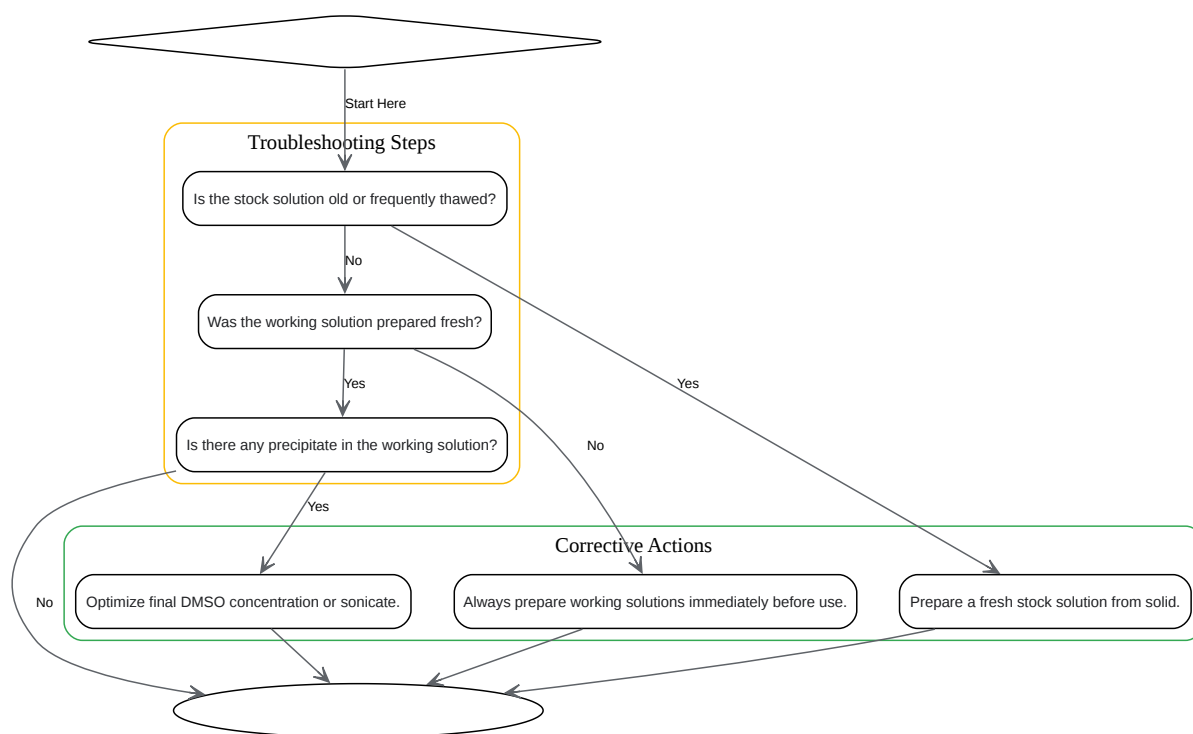 Start Here
Troubleshooting Steps
Is the stock solution old or frequently thawed?
No
Was the working solution prepared fresh?
Yes
Yes
Is there any precipitate in the working solution?
No
Yes
Corrective Actions
Optimize final DMSO concentration or sonicate.
Always prepare working solutions immediately before use.
Prepare a fresh stock solution from solid.
No